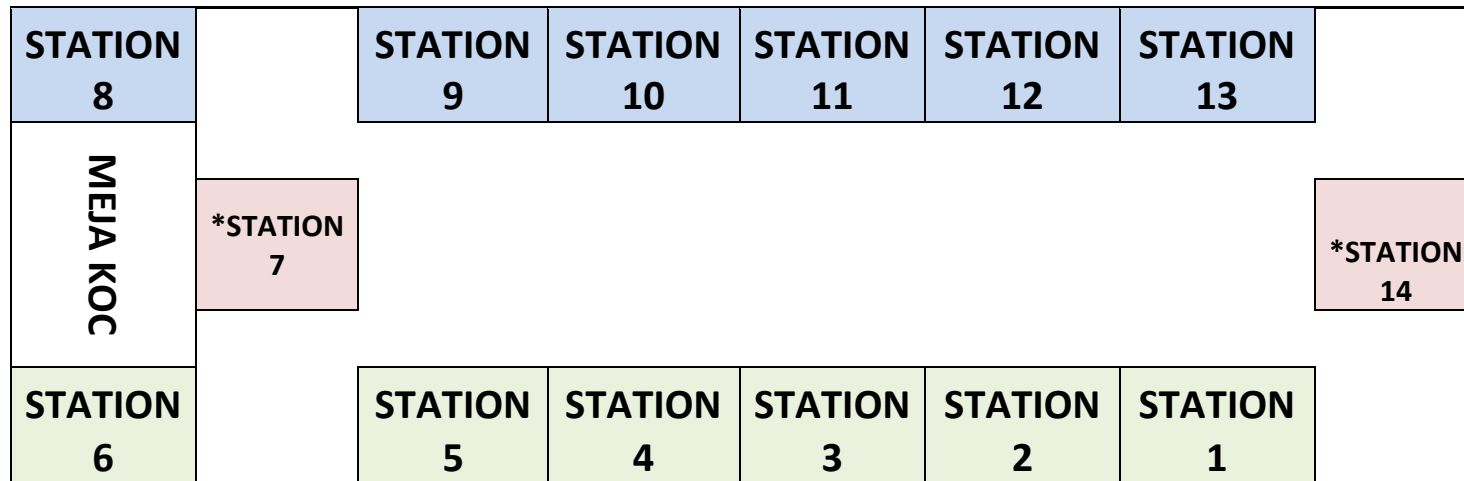 STATION
8
STATION
9
STATION
10
STATION
11
STATION
12
STATION
13
MEJA KOC
*STATION
7
*STATION
14
STATION
6
STATION
5
STATION
4
STATION
3
STATION
2
STATION
1